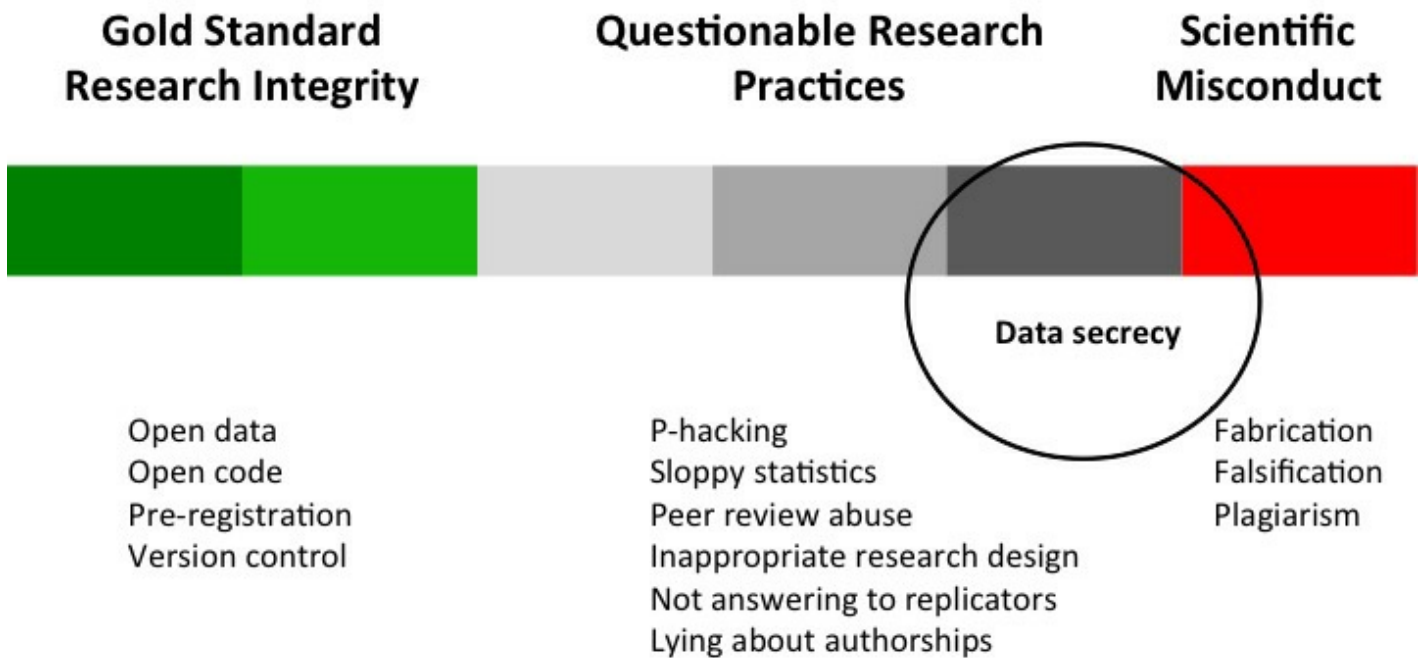 Gold Standard
Research Integrity
Questionable Research
Practices
Scientific
Misconduct
Data secrecy
Open data
Open code
Pre-registration
Version control
P-hacking
Sloppy statistics
Peer review abuse
Inappropriate research design
Not answering to replicators
Lying about authorships
Fabrication
Falsification
Plagiarism